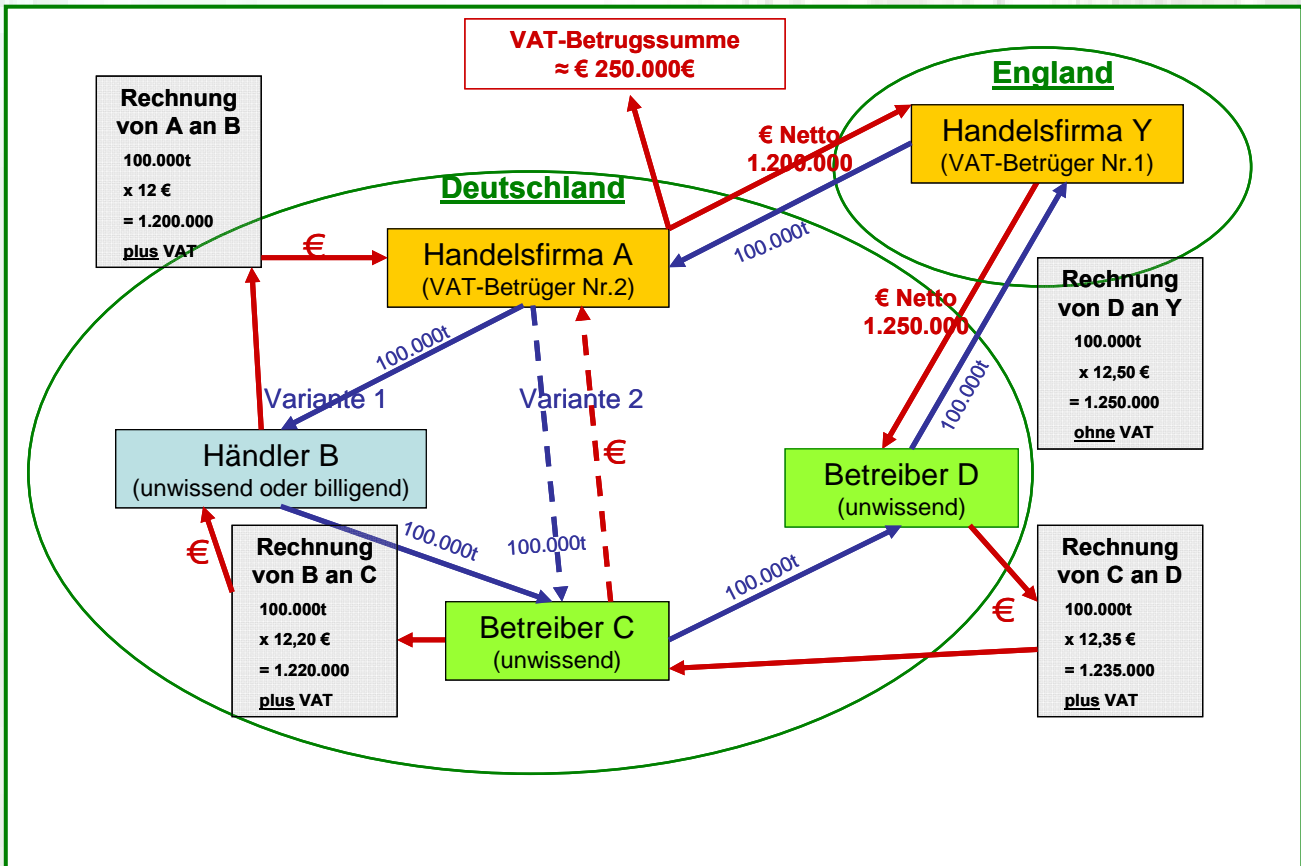 VAT-Betrugssumme
≈ € 250.000€
England
Rechnung
von A an B
100.000t
x 12 €
= 1.200.000
plus VAT
€ Netto
1.200.000
Handelsfirma Y
(VAT-Betrüger Nr.1)
Deutschland
€
Handelsfirma A
(VAT-Betrüger Nr.2)
100.000t
€ Netto
1.250.000
Rechnung
von D an Y
100.000t
x 12,50 €
= 1.250.000
ohne VAT
100.000t
Variante 1
Variante 2
100.000t
Händler B
(unwissend oder billigend)
€
Betreiber D
(unwissend)
€
Rechnung
von B an C
100.000t
x 12,20 €
= 1.220.000
plus VAT
100.000t
100.000t
100.000t
Betreiber C
(unwissend)
€
Rechnung
von C an D
100.000t
x 12,35 €
= 1.235.000
plus VAT